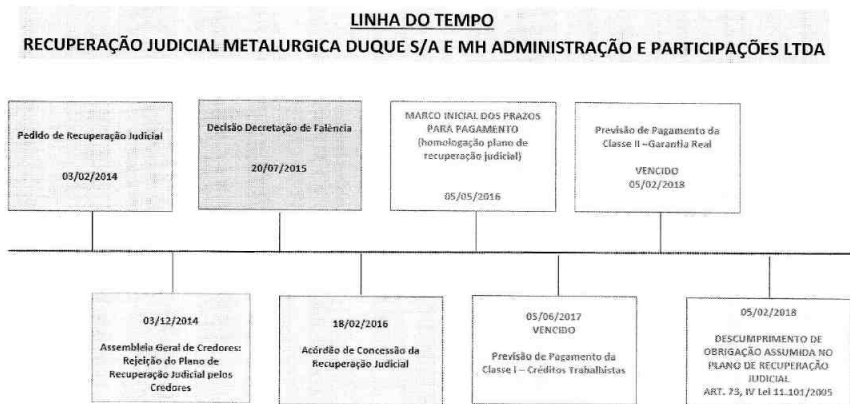 LINHA DO TEMPO
RECUPERAÇÃO JUDICIAL METALURGICA DUQUE S/A E MH ADMINISTRAÇÃO E PARTICIPAÇÕES LTDA
Pedido de Recuperação Judicial
03/02/2014
Decisão Decretação de Falência
20/07/2015
MARCO INICIAL DOS PRAZOS
PARA PAGAMENTO
(homologação plano de
recuperação judicial)
05/05/2016
Previsão de Pagamento da
Classe II – Garantia Real
VENCIDO
05/02/2018
03/12/2014
Assembleia Geral de Credores:
Rejeição do Plano de
Recuperação Judicial pelos
Credores
18/02/2016
Acórdão de Concessão da
Recuperação Judicial
05/06/2017
VENCIDO
Previsão de Pagamento da
Classe I – Créditos Trabalhistas
05/02/2018
DESCUMPRIMENTO DE
OBRIGAÇÃO ASSUMIDA NO
PLANO DE RECUPERAÇÃO
JUDICIAL
ART. 73, IV Lei 11.101/2005